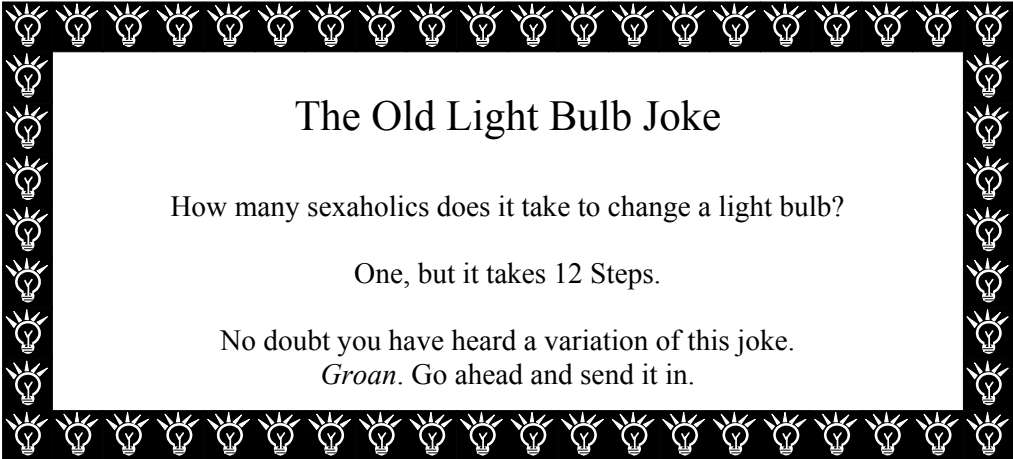 The Old Light Bulb Joke
How many sexaholics does it take to change a light bulb?
One, but it takes 12 Steps.
No doubt you have heard a variation of this joke.
Groan. Go ahead and send it in.